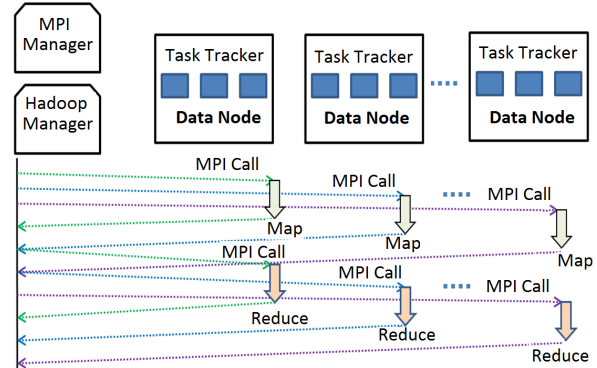 MPI
Manager
Hadoop
Manager
Task Tracker
Data Node
Task Tracker
Data Node
Task Tracker
Data Node
MPI Call
MPI Call
MPI Call
Map
Map
Map
MPI Call
MPI Call
MPI Call
Reduce
Reduce
Reduce